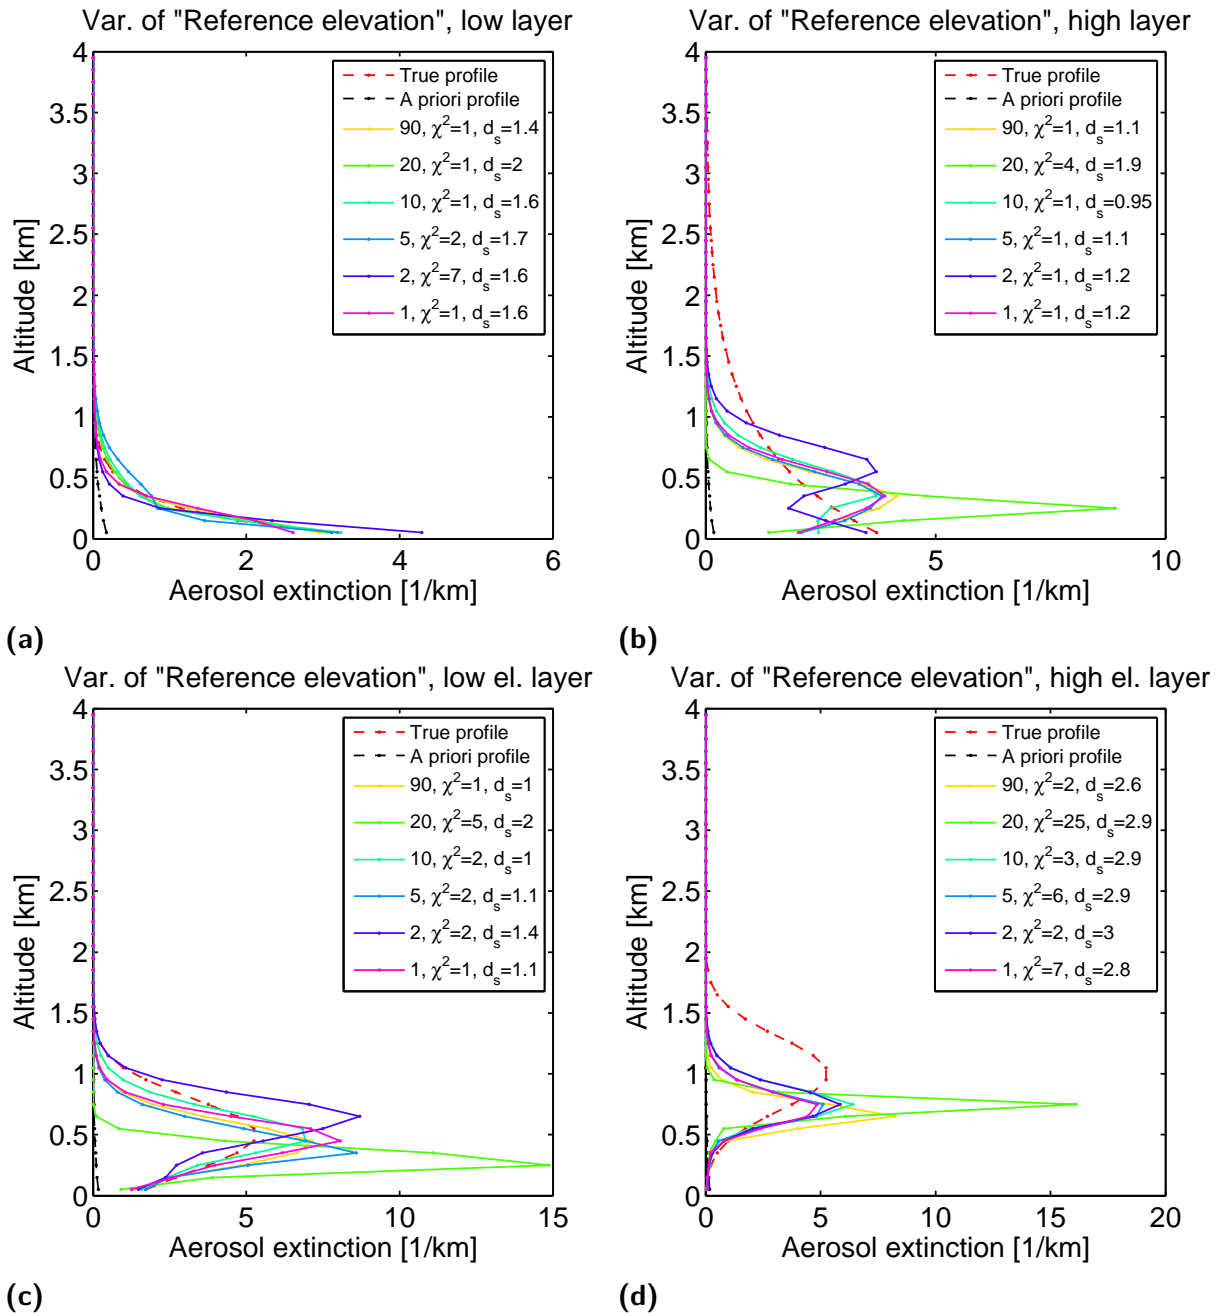 Var. of "Reference elevation", low layer
Altitude [km]
4
3.5
3
2.5
2
1.5
1
0.5
0
True profile
A priori profile
90, χ²=1, dₛ=1.4
20, χ²=1, dₛ=2
10, χ²=1, dₛ=1.6
5, χ²=2, dₛ=1.7
2, χ²=7, dₛ=1.6
1, χ²=1, dₛ=1.6
0 2 4 6
Aerosol extinction [1/km]
(a)
Var. of "Reference elevation", high layer
Altitude [km]
4
3.5
3
2.5
2
1.5
1
0.5
0
True profile
A priori profile
90, χ²=1, dₛ=1.1
20, χ²=4, dₛ=1.9
10, χ²=1, dₛ=0.95
5, χ²=1, dₛ=1.1
2, χ²=1, dₛ=1.2
1, χ²=1, dₛ=1.2
0 5 10
Aerosol extinction [1/km]
(b)
Var. of "Reference elevation", low el. layer
Altitude [km]
4
3.5
3
2.5
2
1.5
1
0.5
0
True profile
A priori profile
90, χ²=1, dₛ=1
20, χ²=5, dₛ=2
10, χ²=2, dₛ=1
5, χ²=2, dₛ=1.1
2, χ²=2, dₛ=1.4
1, χ²=1, dₛ=1.1
0 5 10 15
Aerosol extinction [1/km]
(c)
Var. of "Reference elevation", high el. layer
Altitude [km]
4
3.5
3
2.5
2
1.5
1
0.5
0
True profile
A priori profile
90, χ²=2, dₛ=2.6
20, χ²=25, dₛ=2.9
10, χ²=3, dₛ=2.9
5, χ²=6, dₛ=2.9
2, χ²=2, dₛ=3
1, χ²=7, dₛ=2.8
0 5 10 15 20
Aerosol extinction [1/km]
(d)